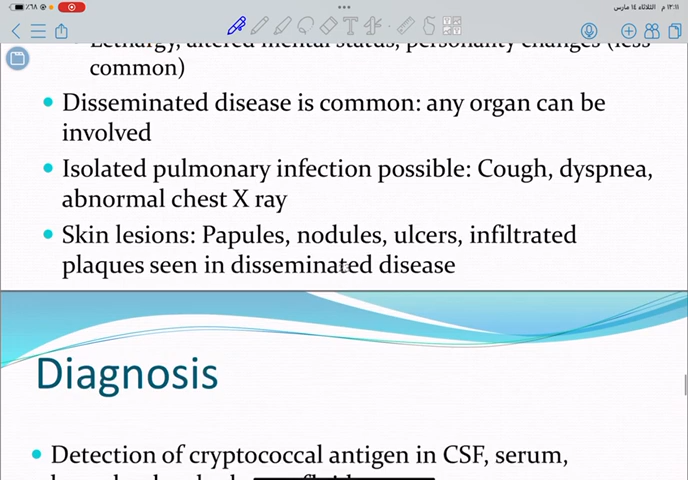 ١٢:١١ م الثلاثاء ١٤ مارس
٦٨٪
Lethargy, altered mental status, personality changes (less
common)
Disseminated disease is common: any organ can be
involved
Isolated pulmonary infection possible: Cough, dyspnea,
abnormal chest X ray
Skin lesions: Papules, nodules, ulcers, infiltrated
plaques seen in disseminated disease
Diagnosis
Detection of cryptococcal antigen in CSF, serum,